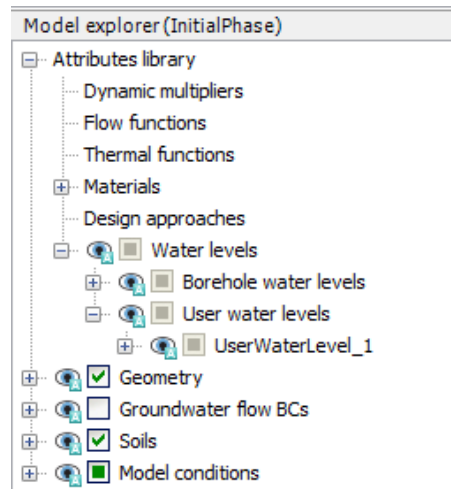 Model explorer (InitialPhase)
Attributes library
Dynamic multipliers
Flow functions
Thermal functions
Materials
Design approaches
Water levels
Borehole water levels
User water levels
UserWaterLevel_1
Geometry
Groundwater flow BCs
Soils
Model conditions